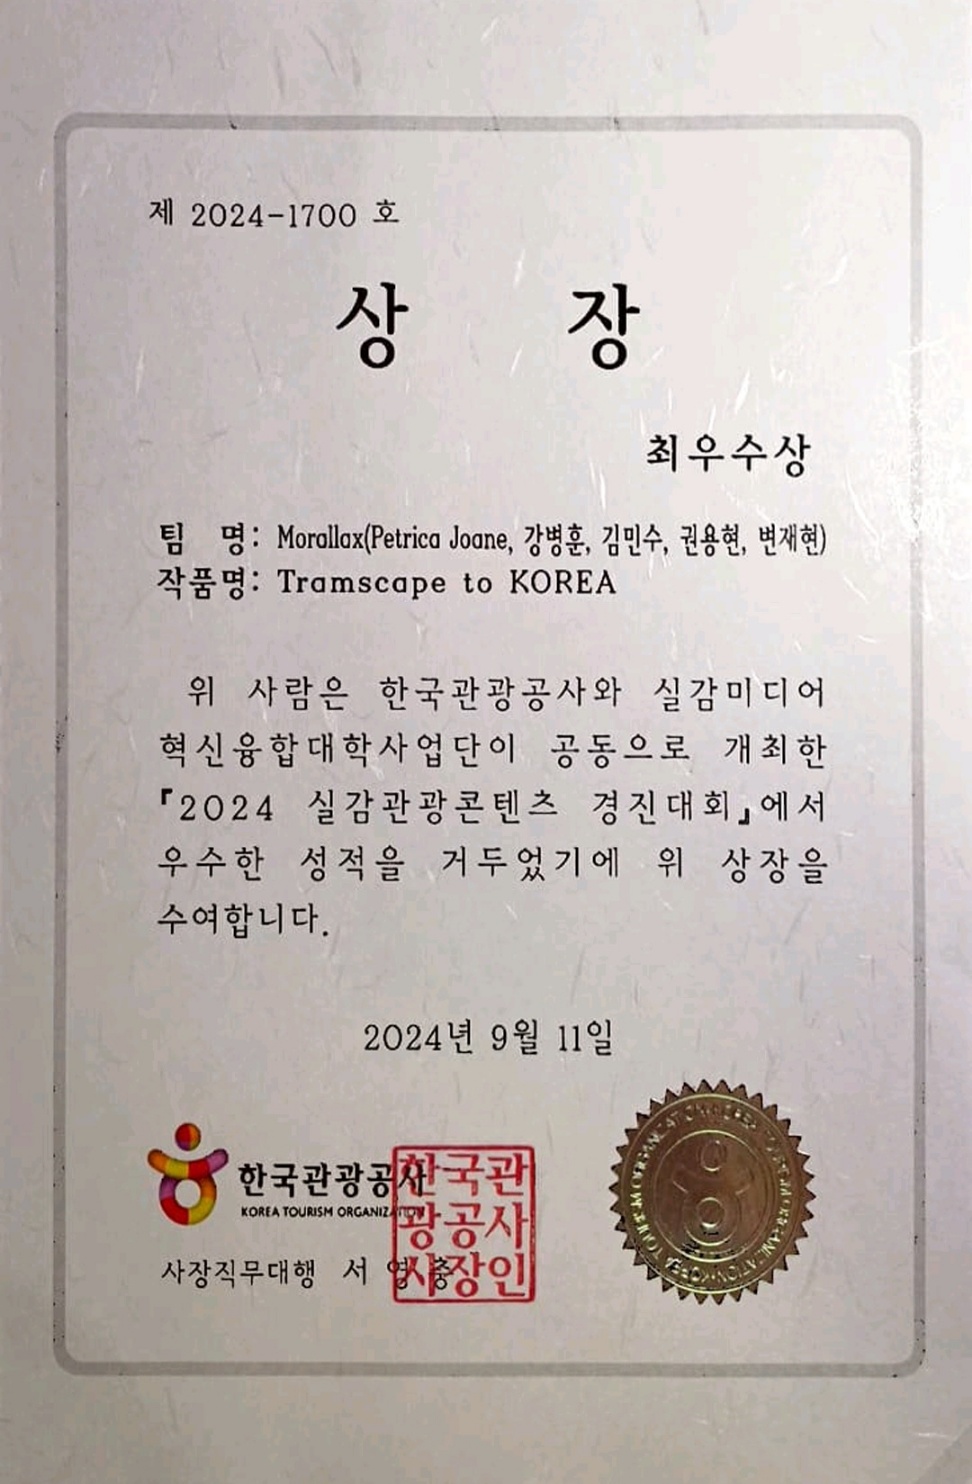 제 2024-1700 호
상 장
최우수상
팀 명: Morallax(Petrica Joane, 강병훈, 김민수, 권용현, 변재현)
작품명: Tramscape to KOREA
위 사람은 한국관광공사와 실감미디어
혁신융합대학사업단이 공동으로 개최한
『2024 실감관광콘텐츠 경진대회』에서
우수한 성적을 거두었기에 위 상장을
수여합니다.
2024년 9월 11일
한국관광공사
KOREA TOURISM ORGANIZATION
사장직무대행 서 영 충
한국관
광공사
사장인